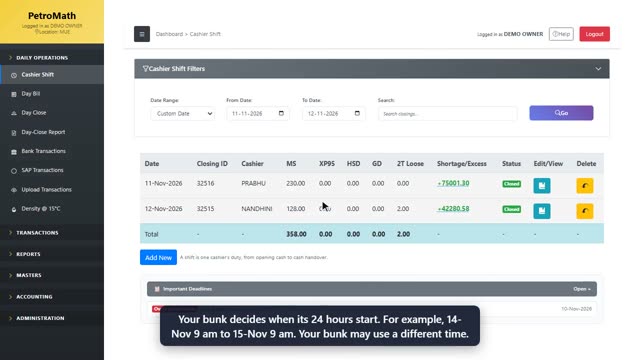 PetroMath
Logged in as DEMO OWNER
Location: MUE
DAILY OPERATIONS
Cashier Shift
Day Bill
Day Close
Day-Close Report
Bank Transactions
SAP Transactions
Upload Transactions
Density @ 15°C
TRANSACTIONS
REPORTS
MASTERS
ACCOUNTING
ADMINISTRATION
Dashboard > Cashier Shift
Logged in as DEMO OWNER
Help
Logout
Cashier Shift Filters
Date Range: From Date: To Date: Search:
Custom Date 11-11-2026 12-11-2026 Search closings... Go
Date Closing ID Cashier MS XP95 HSD GD 2T Loose Shortage/Excess Status Edit/View Delete
11-Nov-2026 32516 PRABHU 230.00 0.00 0.00 0.00 0.00 +75001.30 Closed
12-Nov-2026 32515 NANDHINI 128.00 0.00 0.00 0.00 2.00 +42280.58 Closed
Total - - 358.00 0.00 0.00 0.00 2.00 - - - -
Add New A shift is one cashier's duty, from opening cash to cash handover.
Important Deadlines Open
10-Nov-2026
Your bunk decides when its 24 hours start. For example, 14-
Nov 9 am to 15-Nov 9 am. Your bunk may use a different time.